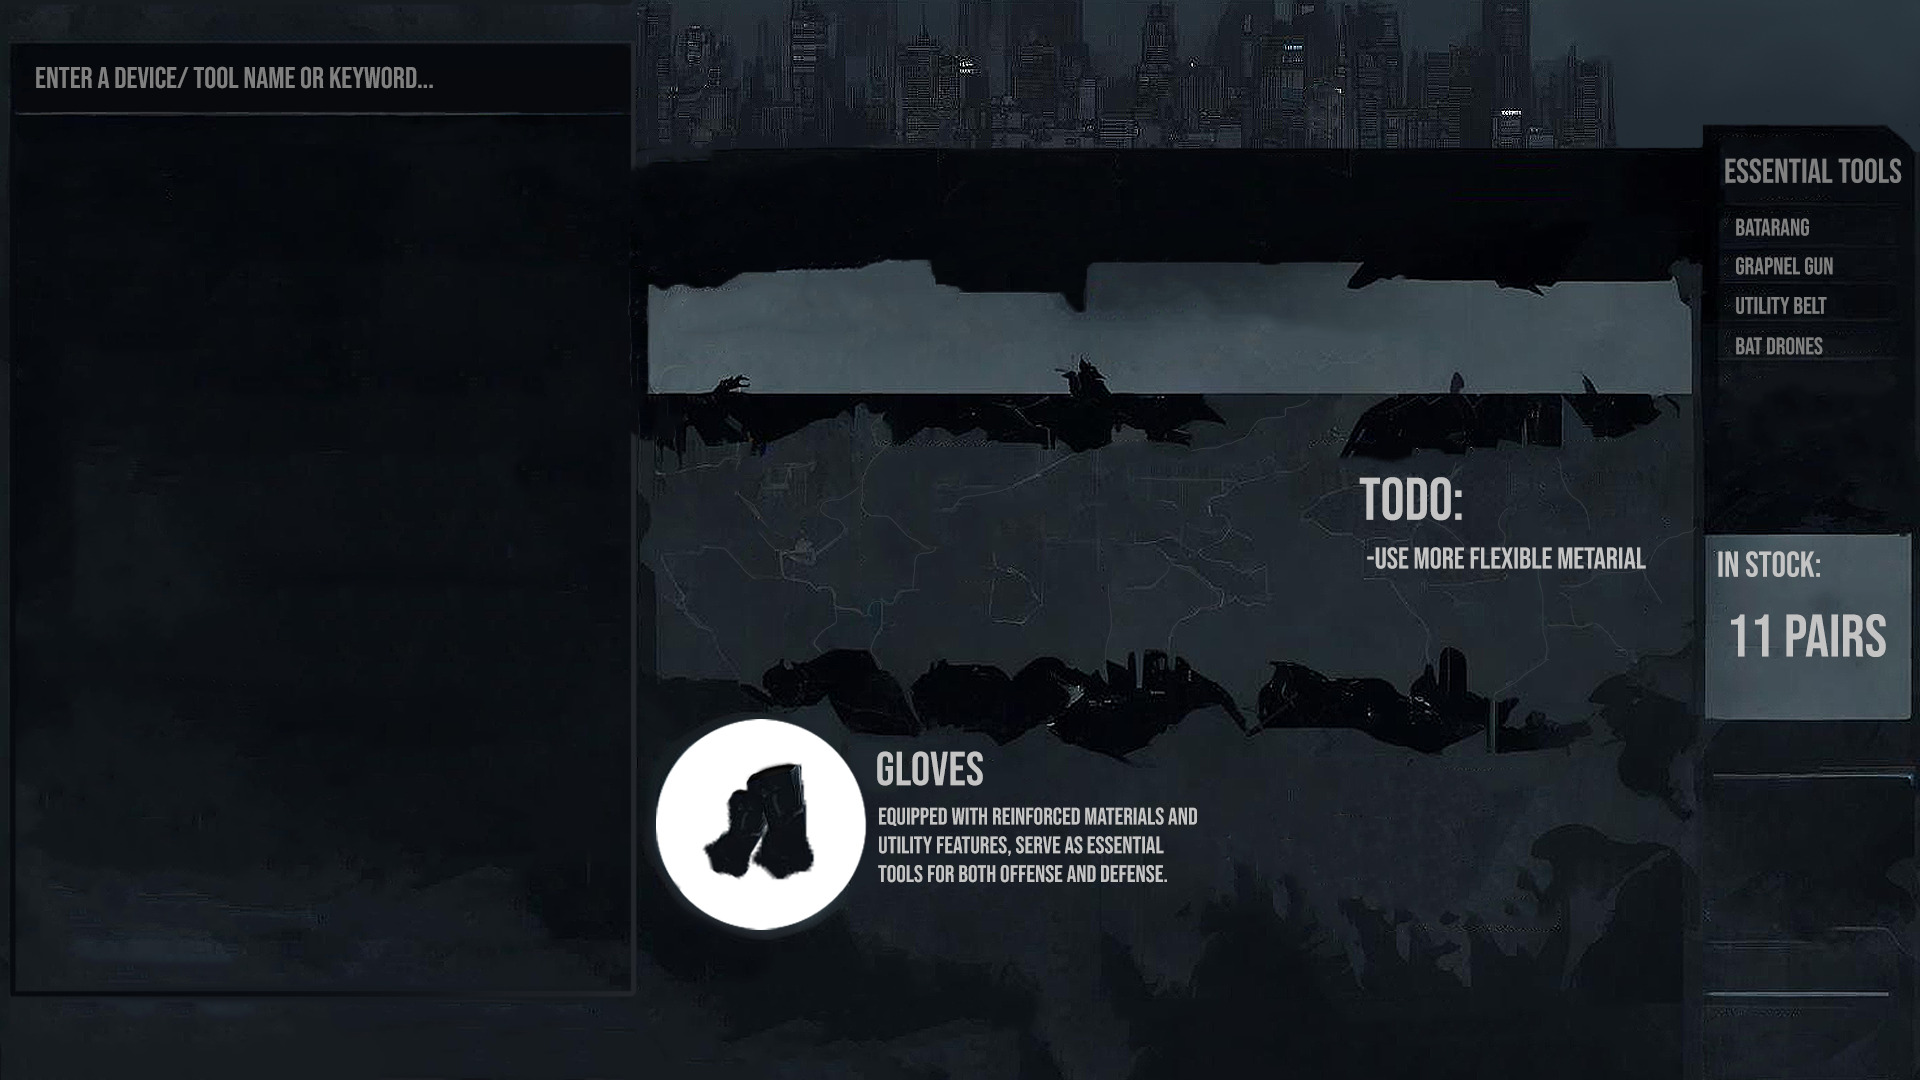 ENTER A DEVICE/ TOOL NAME OR KEYWORD...
ESSENTIAL TOOLS
BATARANG
GRAPNEL GUN
UTILITY BELT
BAT DRONES
TODO:
-USE MORE FLEXIBLE METARIAL
IN STOCK:
11 PAIRS
GLOVES
EQUIPPED WITH REINFORCED MATERIALS AND
UTILITY FEATURES, SERVE AS ESSENTIAL
TOOLS FOR BOTH OFFENSE AND DEFENSE.